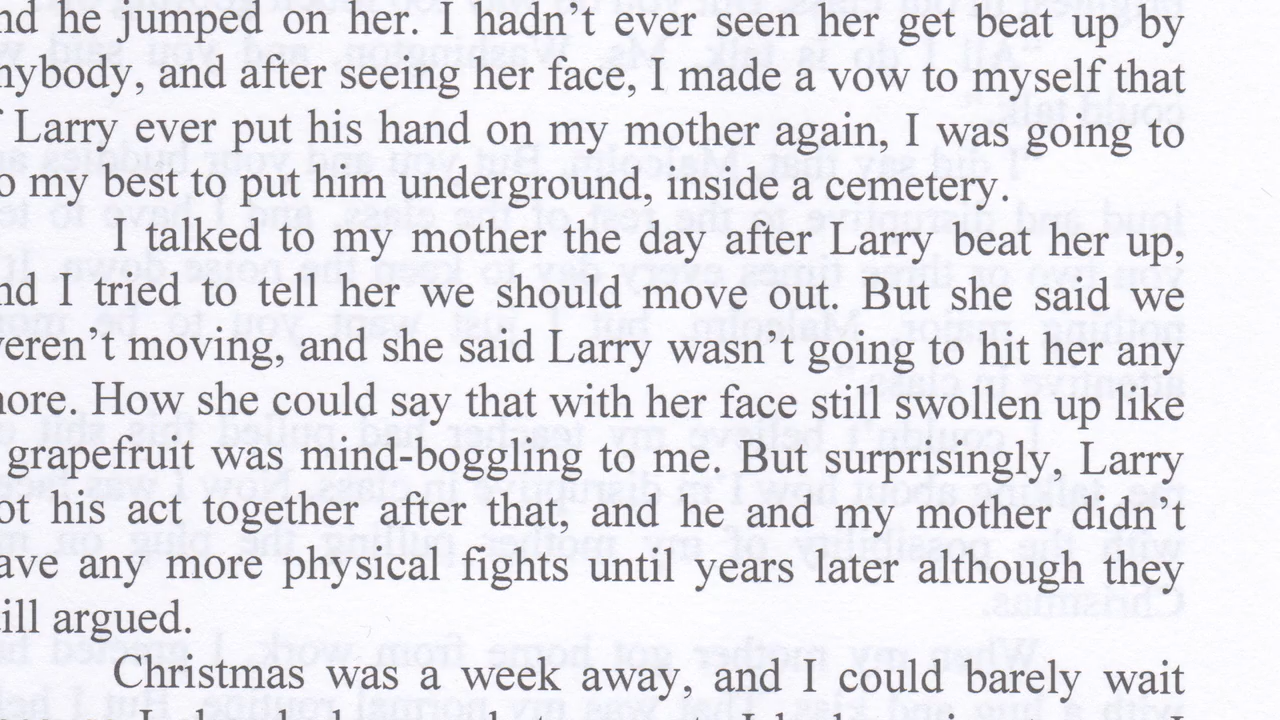 nd he jumped on her. I hadn’t ever seen her get beat up by
nybody, and after seeing her face, I made a vow to myself that
Larry ever put his hand on my mother again, I was going to
o my best to put him underground, inside a cemetery.
I talked to my mother the day after Larry beat her up,
nd I tried to tell her we should move out. But she said we
eren’t moving, and she said Larry wasn’t going to hit her any
ore. How she could say that with her face still swollen up like
grapefruit was mind-boggling to me. But surprisingly, Larry
ot his act together after that, and he and my mother didn’t
ave any more physical fights until years later although they
ill argued.
Christmas was a week away, and I could barely wait